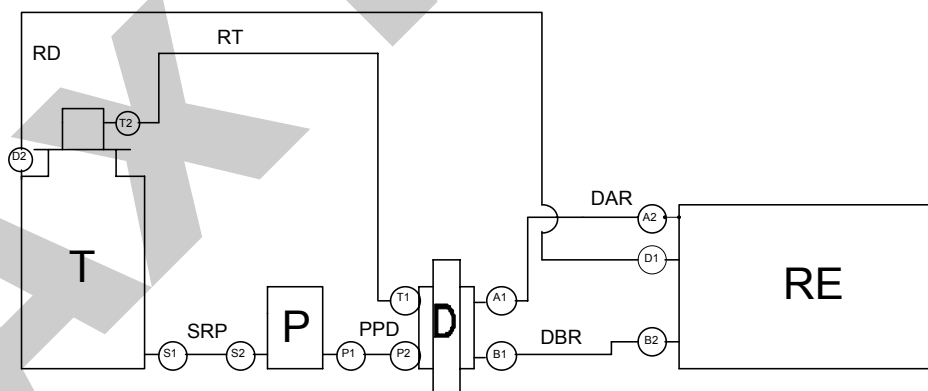 RD
RT
T2
D2
DAR
A2
T
D1
RE
T1
A1
D
P
SRP
PPD
DBR
S1
S2
P1
P2
B1
B2